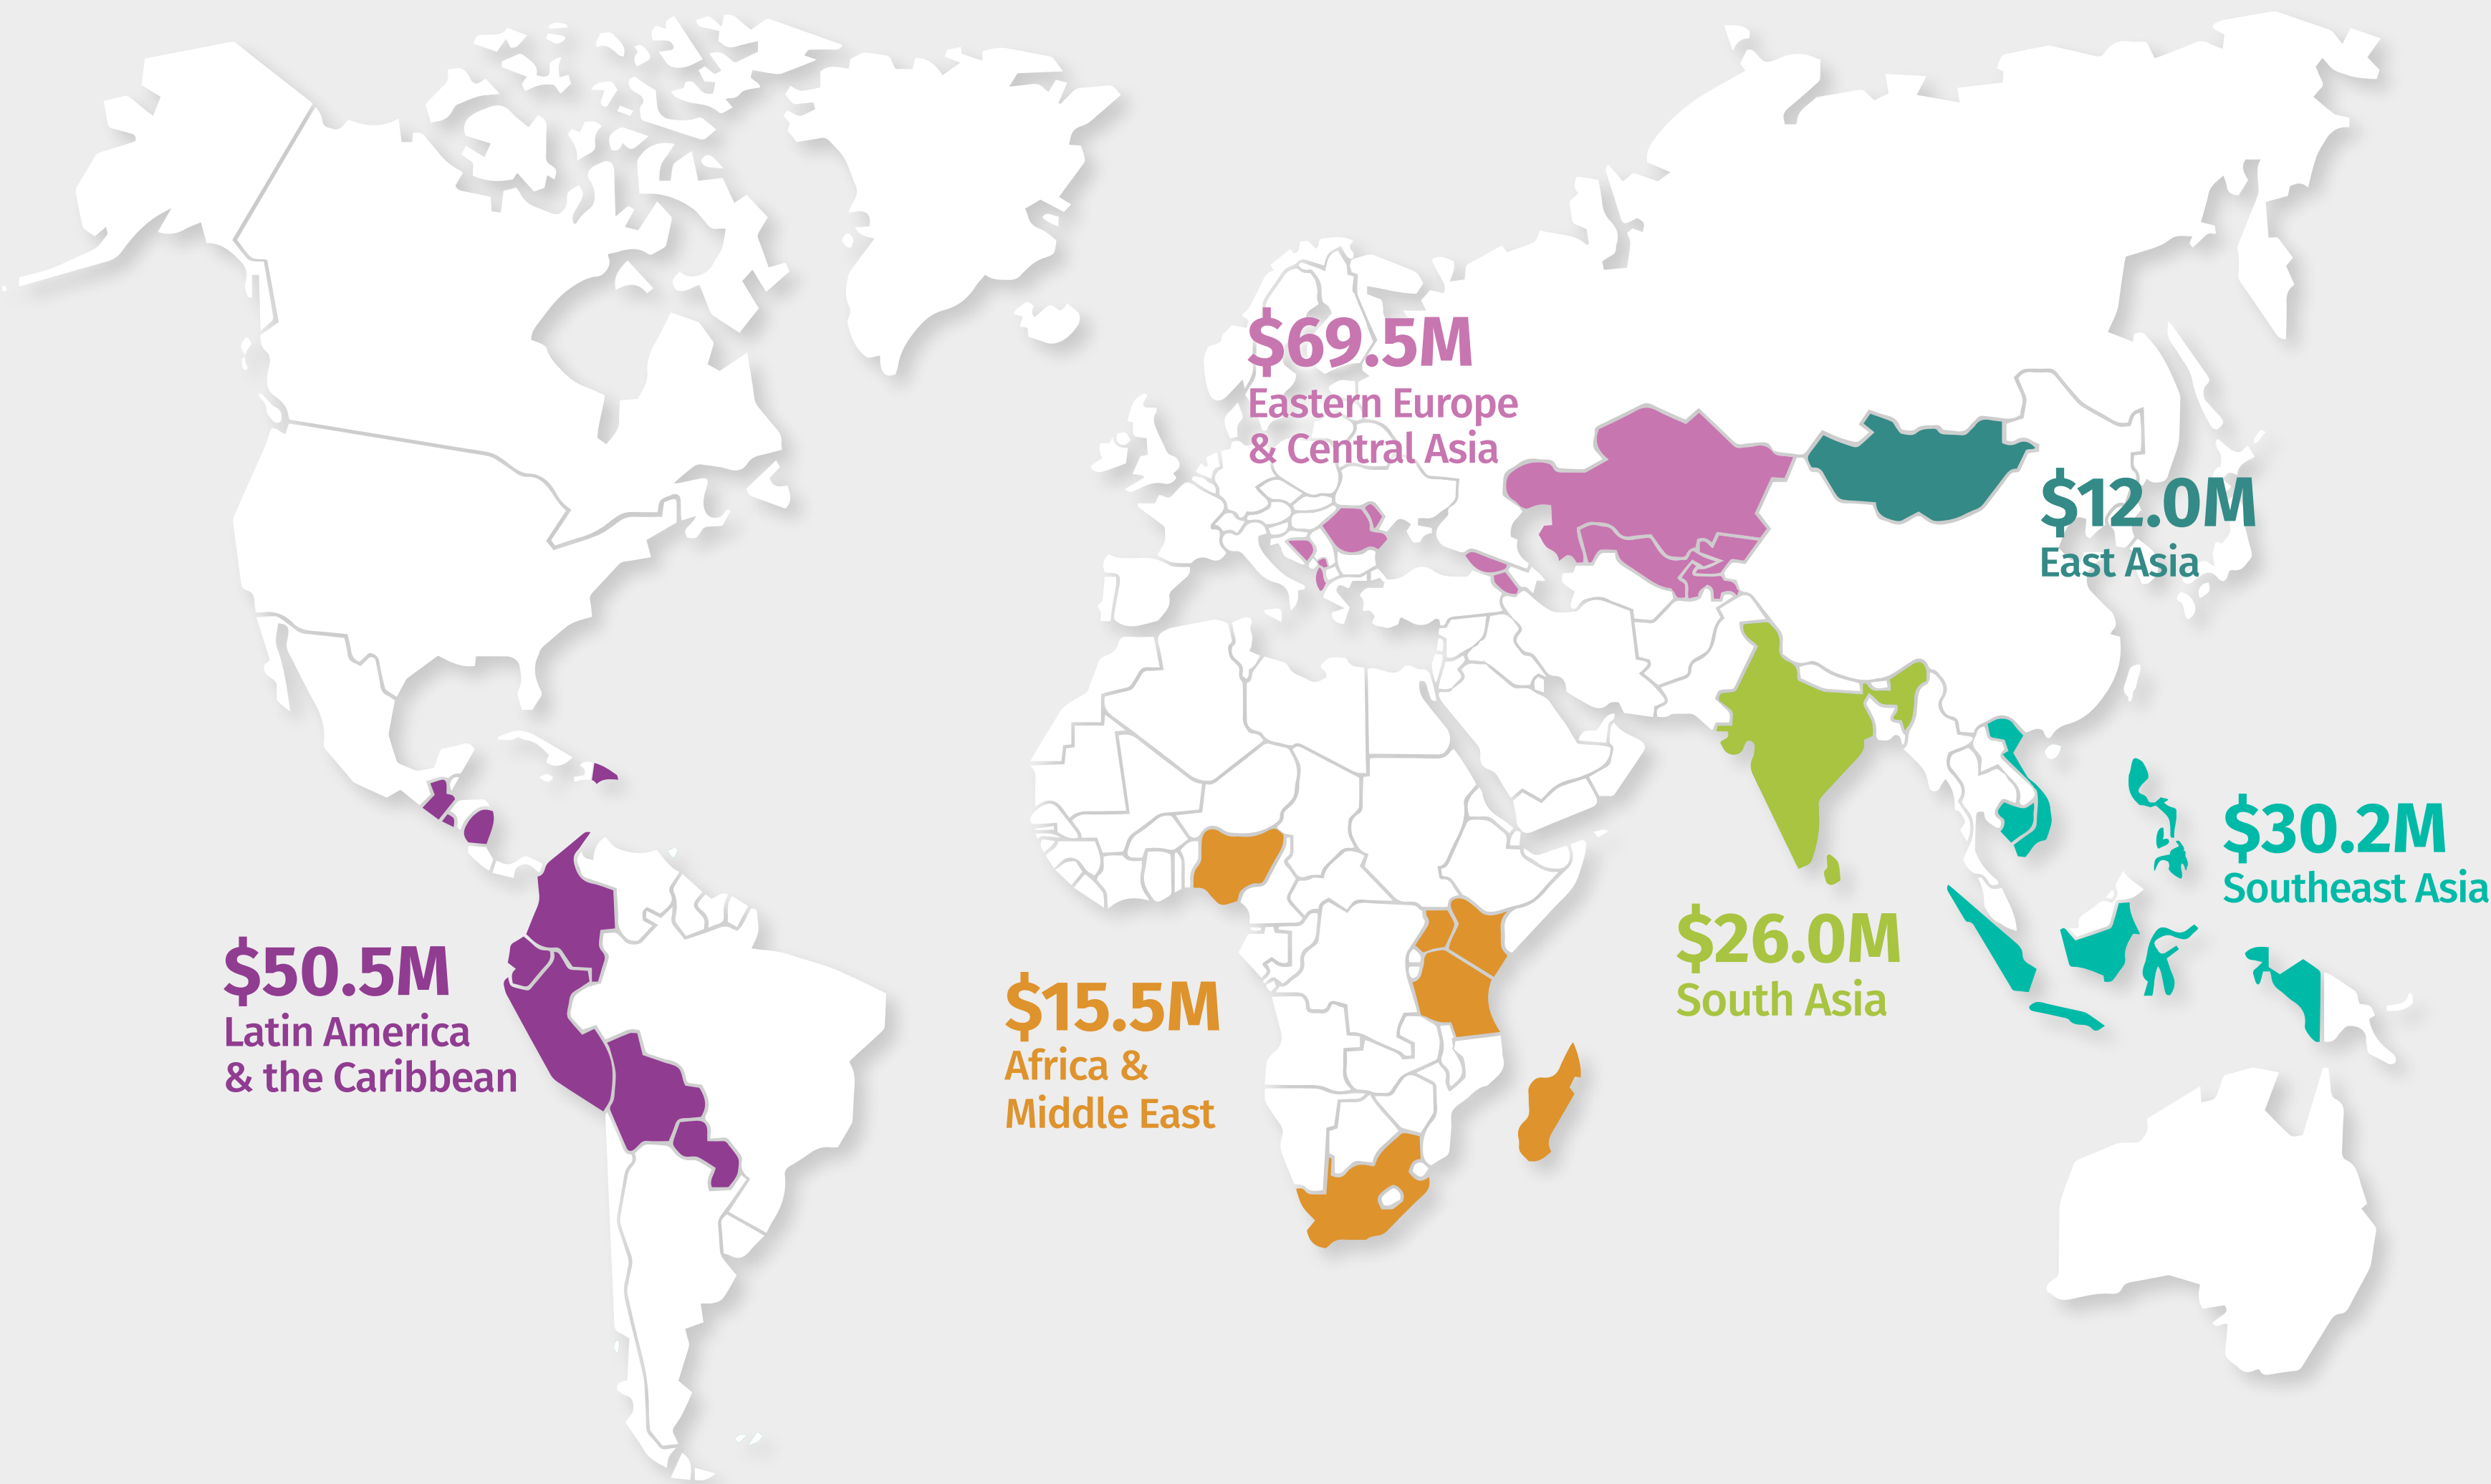 $69.5M
Eastern Europe
& Central Asia
$12.0M
East Asia
$30.2M
Southeast Asia
$26.0M
South Asia
$50.5M
Latin America
& the Caribbean
$15.5M
Africa &
Middle East